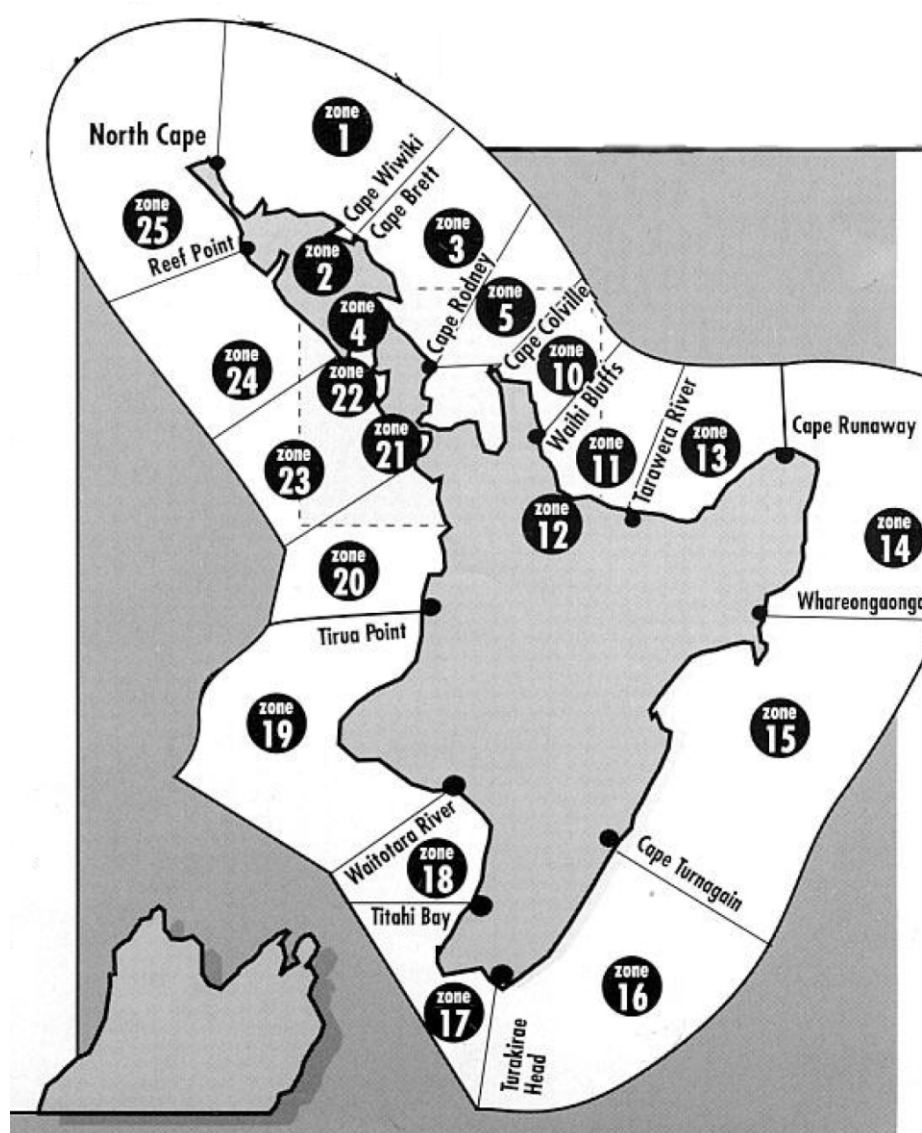 zone
1
North Cape
Cape Wiwiki
Cape Brett
zone
25
zone
3
Reef Point
zone
2
Cape Rodney
zone
5
Cape Colville
zone
4
zone
24
zone
22
zone
10
Waihi Bluffs
Tarawera River
Cape Runaway
zone
23
zone
21
zone
11
zone
13
zone
12
zone
14
zone
20
Whareongaonga
Tirua Point
zone
19
zone
15
Waitotara River
zone
18
Cape Turnagain
Titahi Bay
zone
17
zone
16
Turakirae
Head